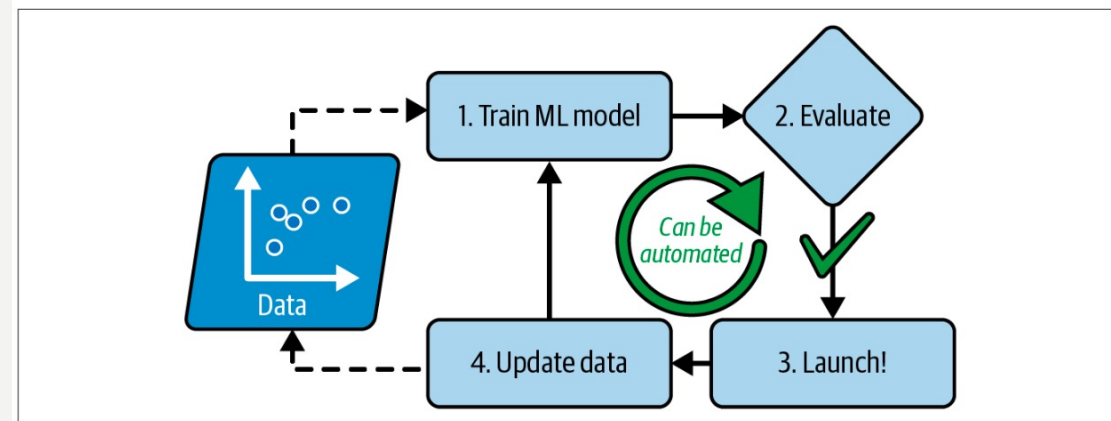 1. Train ML model
2. Evaluate
Can be
automated
Data
4. Update data
3. Launch!